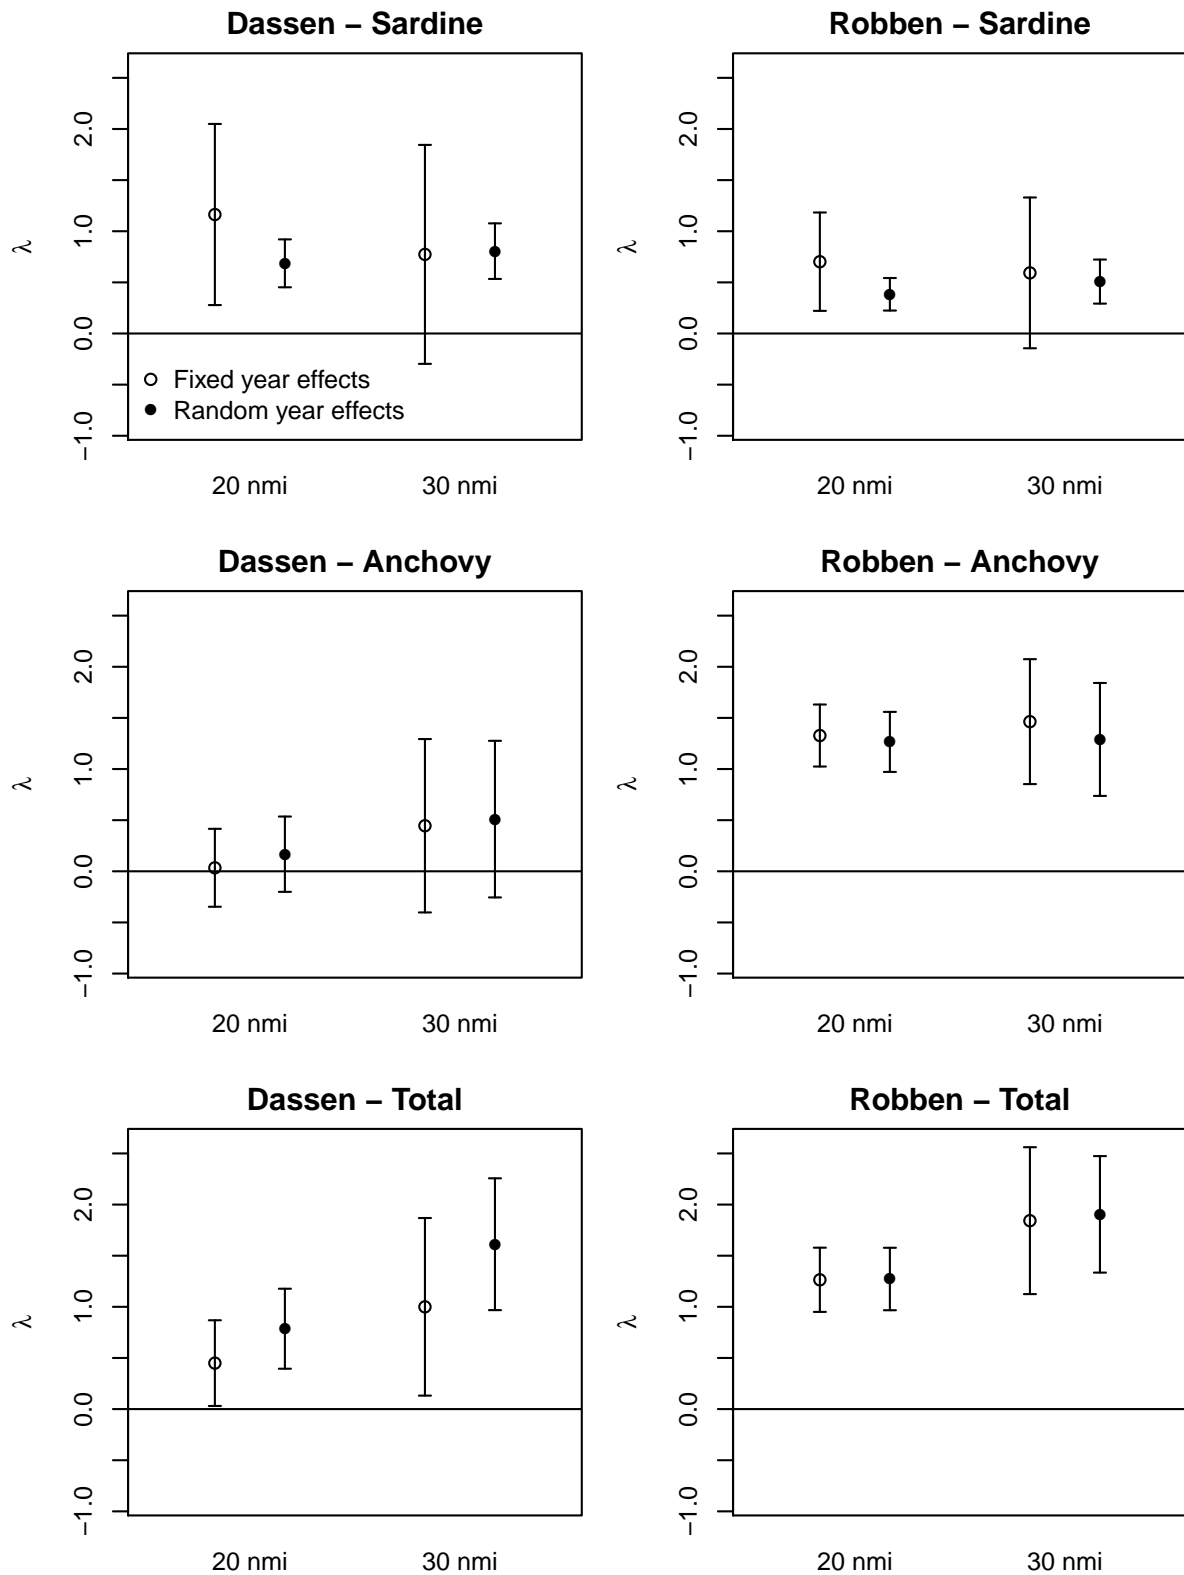 Dassen – Sardine
λ
2.0
1.0
0.0
−1.0
Fixed year effects
Random year effects
20 nmi 30 nmi
Robben – Sardine
λ
2.0
1.0
0.0
−1.0
20 nmi 30 nmi
Dassen – Anchovy
λ
2.0
1.0
0.0
−1.0
20 nmi 30 nmi
Robben – Anchovy
λ
2.0
1.0
0.0
−1.0
20 nmi 30 nmi
Dassen – Total
λ
2.0
1.0
0.0
−1.0
20 nmi 30 nmi
Robben – Total
λ
2.0
1.0
0.0
−1.0
20 nmi 30 nmi